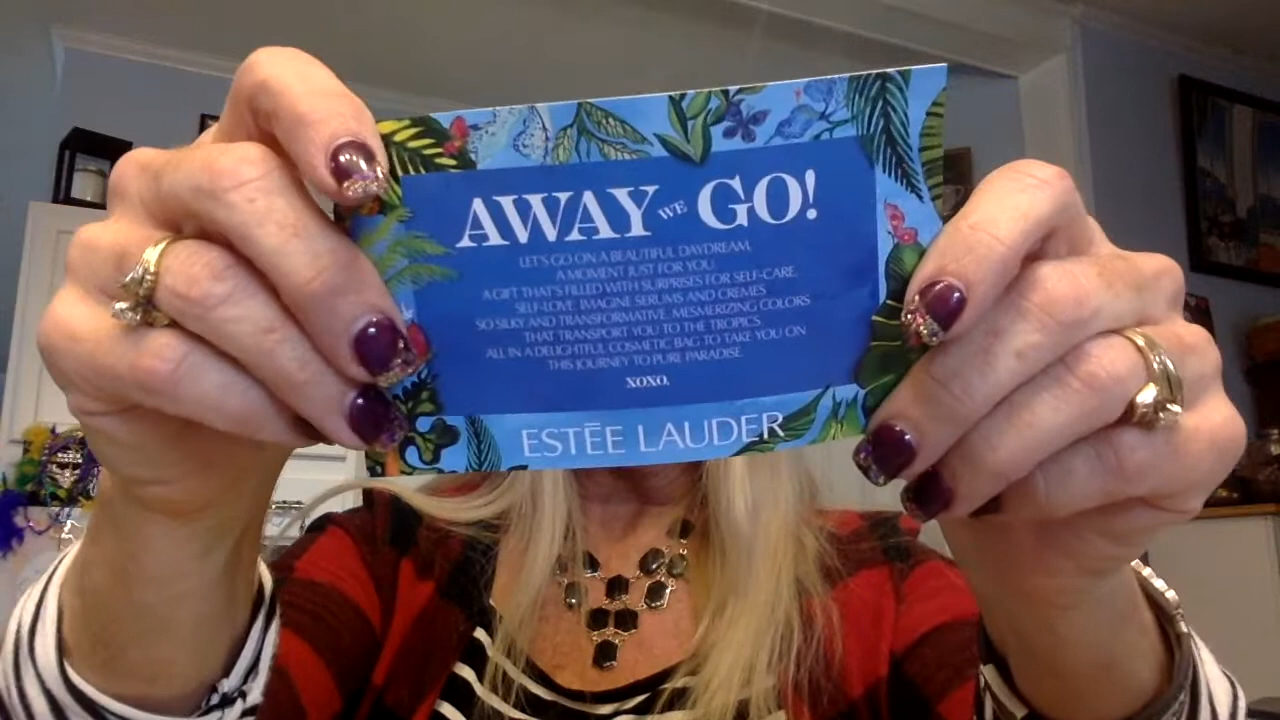 AWAY WE GO!
LET'S GO ON A BEAUTIFUL DAYDREAM,
A MOMENT JUST FOR YOU
A GIFT THAT'S FILLED WITH SURPRISES FOR SELF-CARE,
SELF-LOVE. IMAGINE SERUMS AND CREMES
SO SILKY AND TRANSFORMATIVE. MESMERIZING COLORS
THAT TRANSPORT YOU TO THE TROPICS.
ALL IN A DELIGHTFUL COSMETIC BAG TO TAKE YOU ON
THIS JOURNEY TO PURE PARADISE.
XOXO,
ESTĒE LAUDER